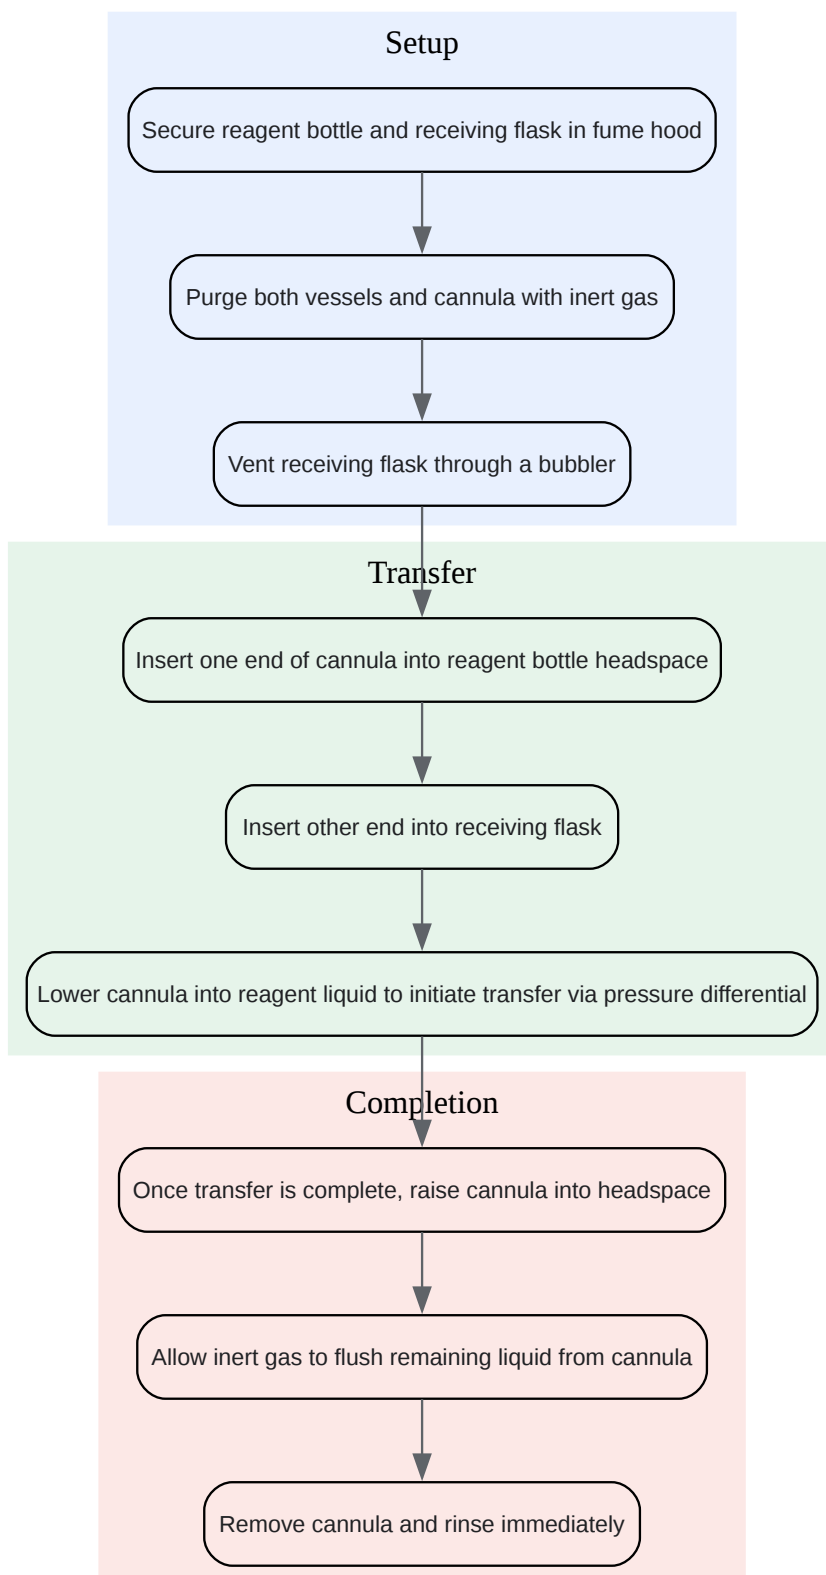 Setup
Secure reagent bottle and receiving flask in fume hood
Purge both vessels and cannula with inert gas
Vent receiving flask through a bubbler
Transfer
Insert one end of cannula into reagent bottle headspace
Insert other end into receiving flask
Lower cannula into reagent liquid to initiate transfer via pressure differential
Completion
Once transfer is complete, raise cannula into headspace
Allow inert gas to flush remaining liquid from cannula
Remove cannula and rinse immediately